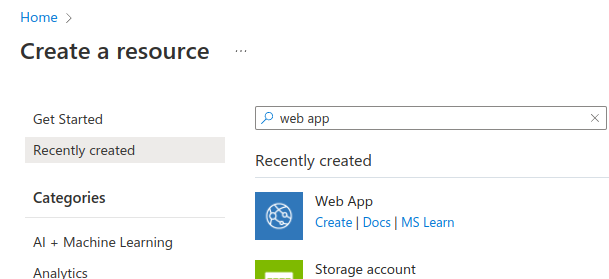 Home >
Create a resource ...
Get Started
Recently created
Categories
AI + Machine Learning
Analytics
web app
Recently created
Web App
Create | Docs | MS Learn
Storage account